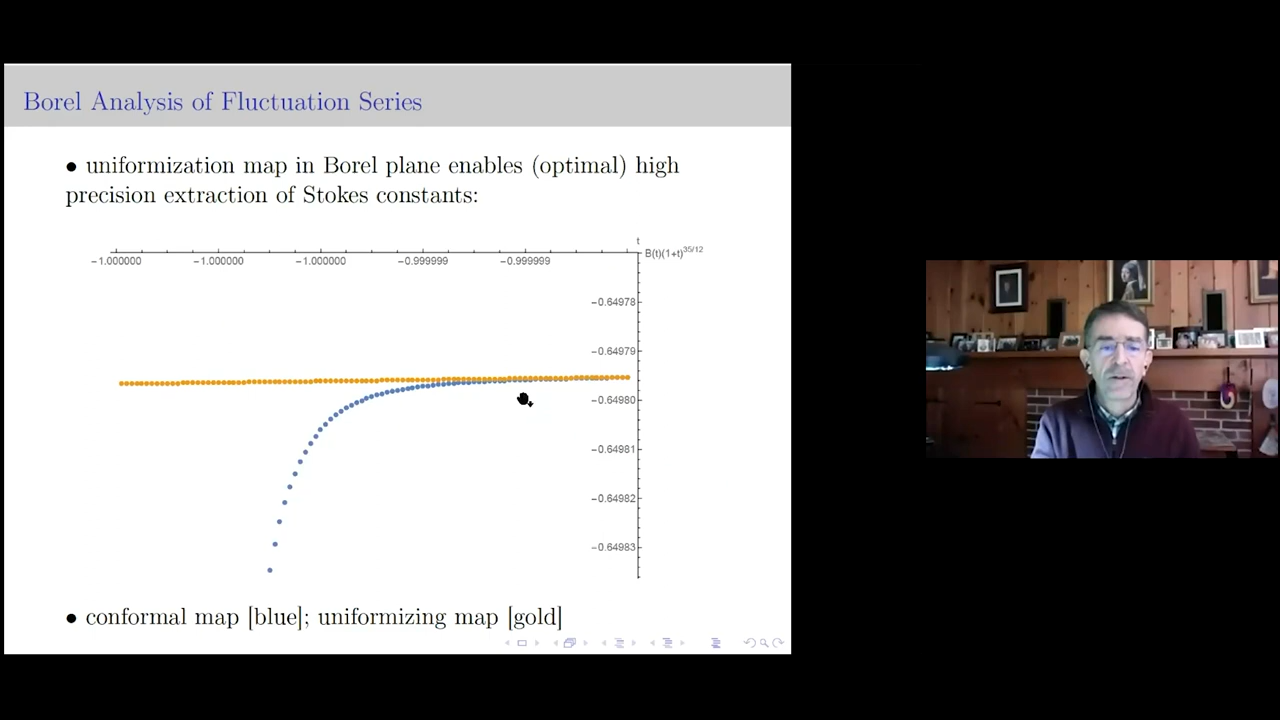 Borel Analysis of Fluctuation Series
• uniformization map in Borel plane enables (optimal) high
precision extraction of Stokes constants:
t
B(t)(1+t)^35/12
-1.000000 -1.000000 -1.000000 -0.999999 -0.999999
-0.64978
-0.64979
-0.64980
-0.64981
-0.64982
-0.64983
• conformal map [blue]; uniformizing map [gold]